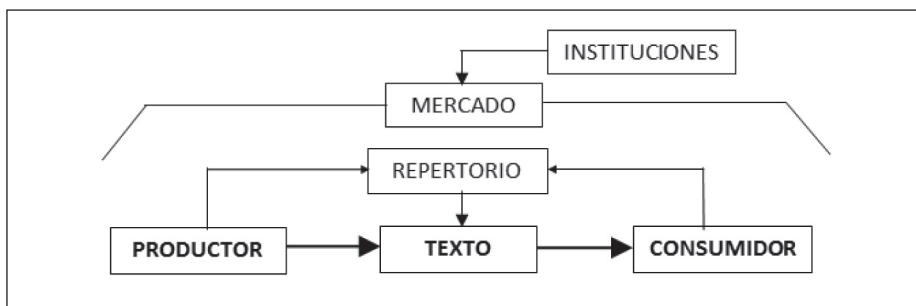 INSTITUCIONES
MERCADO
REPERTORIO
PRODUCTOR
TEXTO
CONSUMIDOR